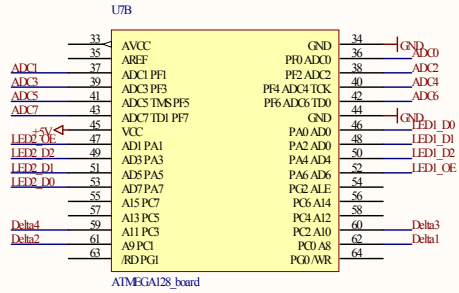 U7B
33 AVCC GND 34 GND
35 AREF PF0 ADC0 36 ADC0
ADC1 37 ADC1 PF1 PF2 ADC2 38 ADC2
ADC3 39 ADC3 PF3 PF4 ADC4 TCK 40 ADC4
ADC5 41 ADC5 TMS PF5 PF6 ADC6 TD0 42 ADC6
ADC7 43 ADC7 TD1 PF7 GND 44 GND
+5V 45 VCC PA0 AD0 46 LED1_D0
LED2_OE 47 AD1 PA1 PA2 AD0 48 LED1_D1
LED2_D2 49 AD3 PA3 PA4 AD4 50 LED1_D2
LED2_D1 51 AD5 PA5 PA6 AD6 52 LED1_OE
LED2_D0 53 AD7 PA7 PG2 ALE 54
55 A15 PC7 PC6 A14 56
57 A13 PC5 PC4 A12 58
Delta4 59 A11 PC3 PC2 A10 60 Delta3
Delta2 61 A9 PC1 PC0 A8 62 Delta1
63 /RD PG1 PG0 /WR 64
ATMEGA128_board